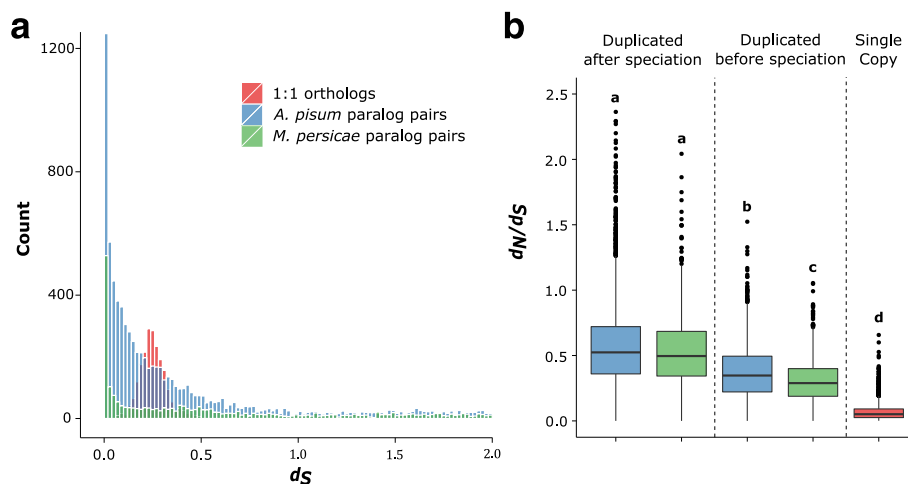 a
1200
800
400
0
Count
0.0
0.5
1.0
1.5
2.0
dS
1:1 orthologs
A. pisum paralog pairs
M. persicae paralog pairs
b
Duplicated
after speciation
Duplicated
before speciation
Single
Copy
2.5
2.0
1.5
1.0
0.5
0.0
dN/dS
a
a
b
c
d